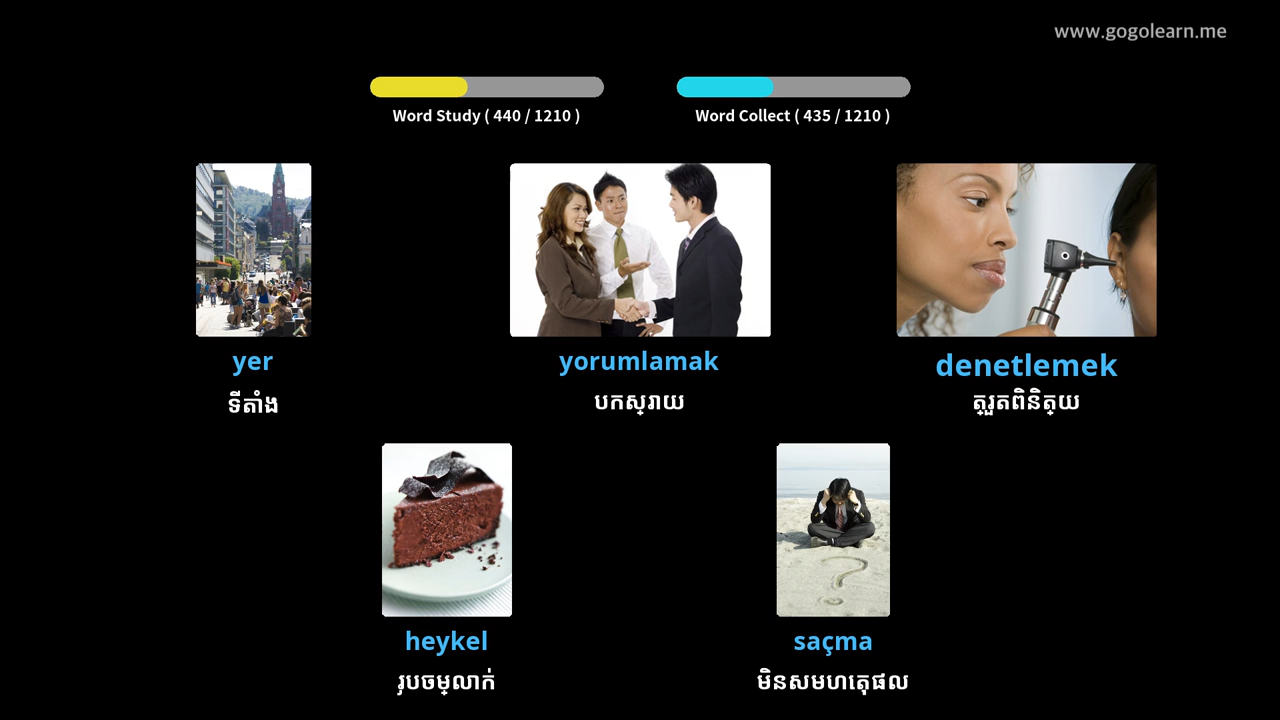 www.gogolearn.me
Word Study ( 440 / 1210 )
Word Collect ( 435 / 1210 )
yer
yorumlamak
denetlemek
ទីតាំង
បកស្រាយ
ត្រួតពិនិត្យ
heykel
saçma
រូបចម្លាក់
មិនសមហេតុផល